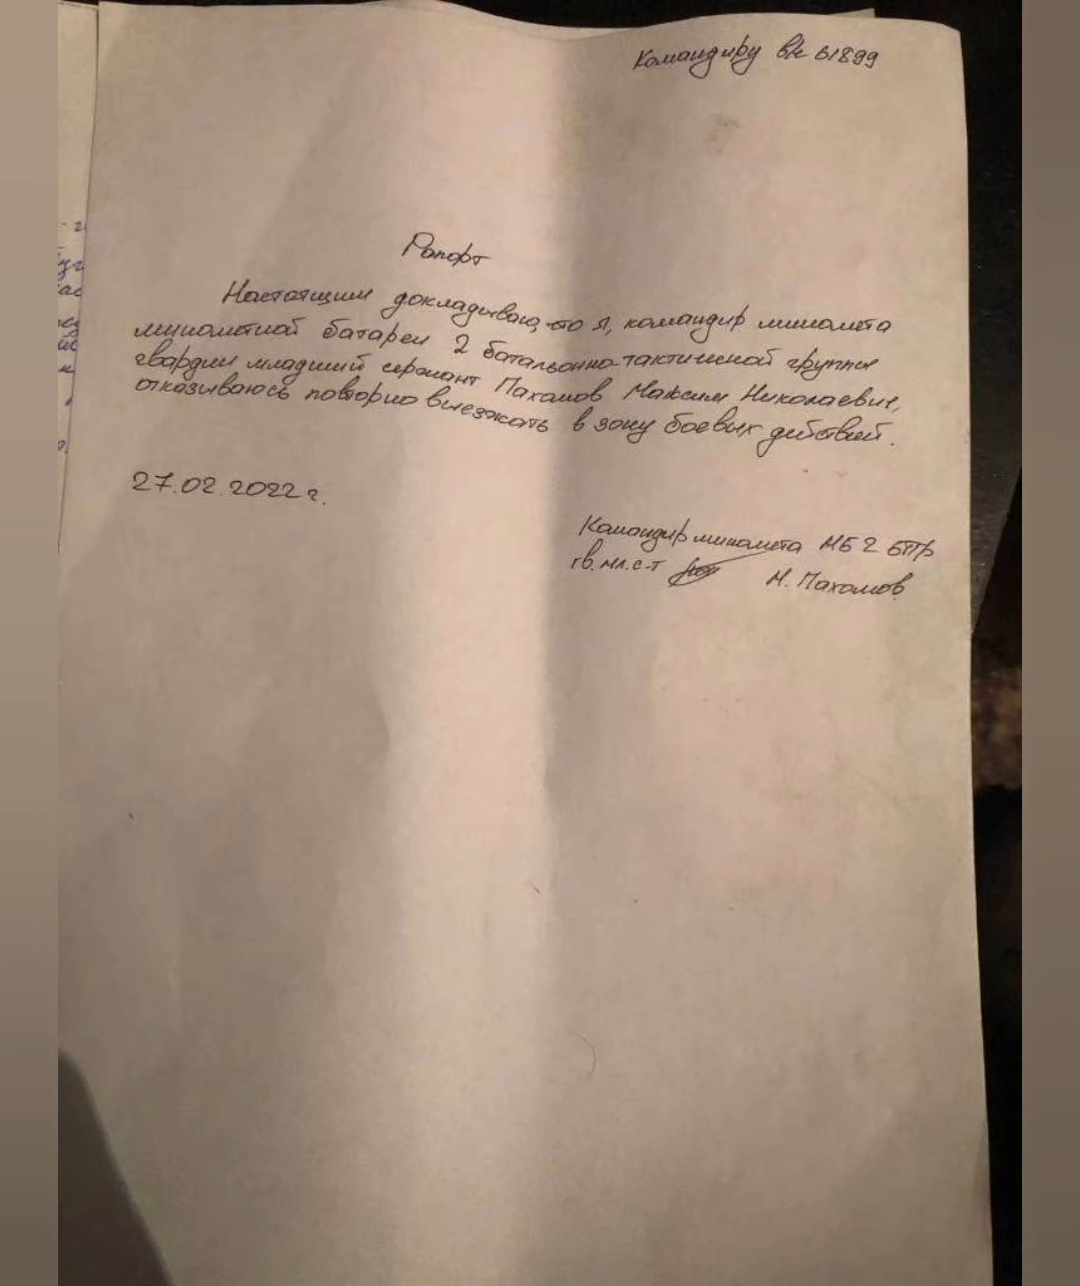 Командиру в/ч 61899
Рапорт
Настоящим докладываю, что я, командир миномета
минометной батареи 2 батальонно-тактической группы
гвардии младший сержант Пахомов Максим Николаевич,
отказываюсь повторно выезжать в зону боевых действий.
27.02.2022 г.
Командир миномета МБ 2 БТГр
гв. мл. с-т М. Пахомов